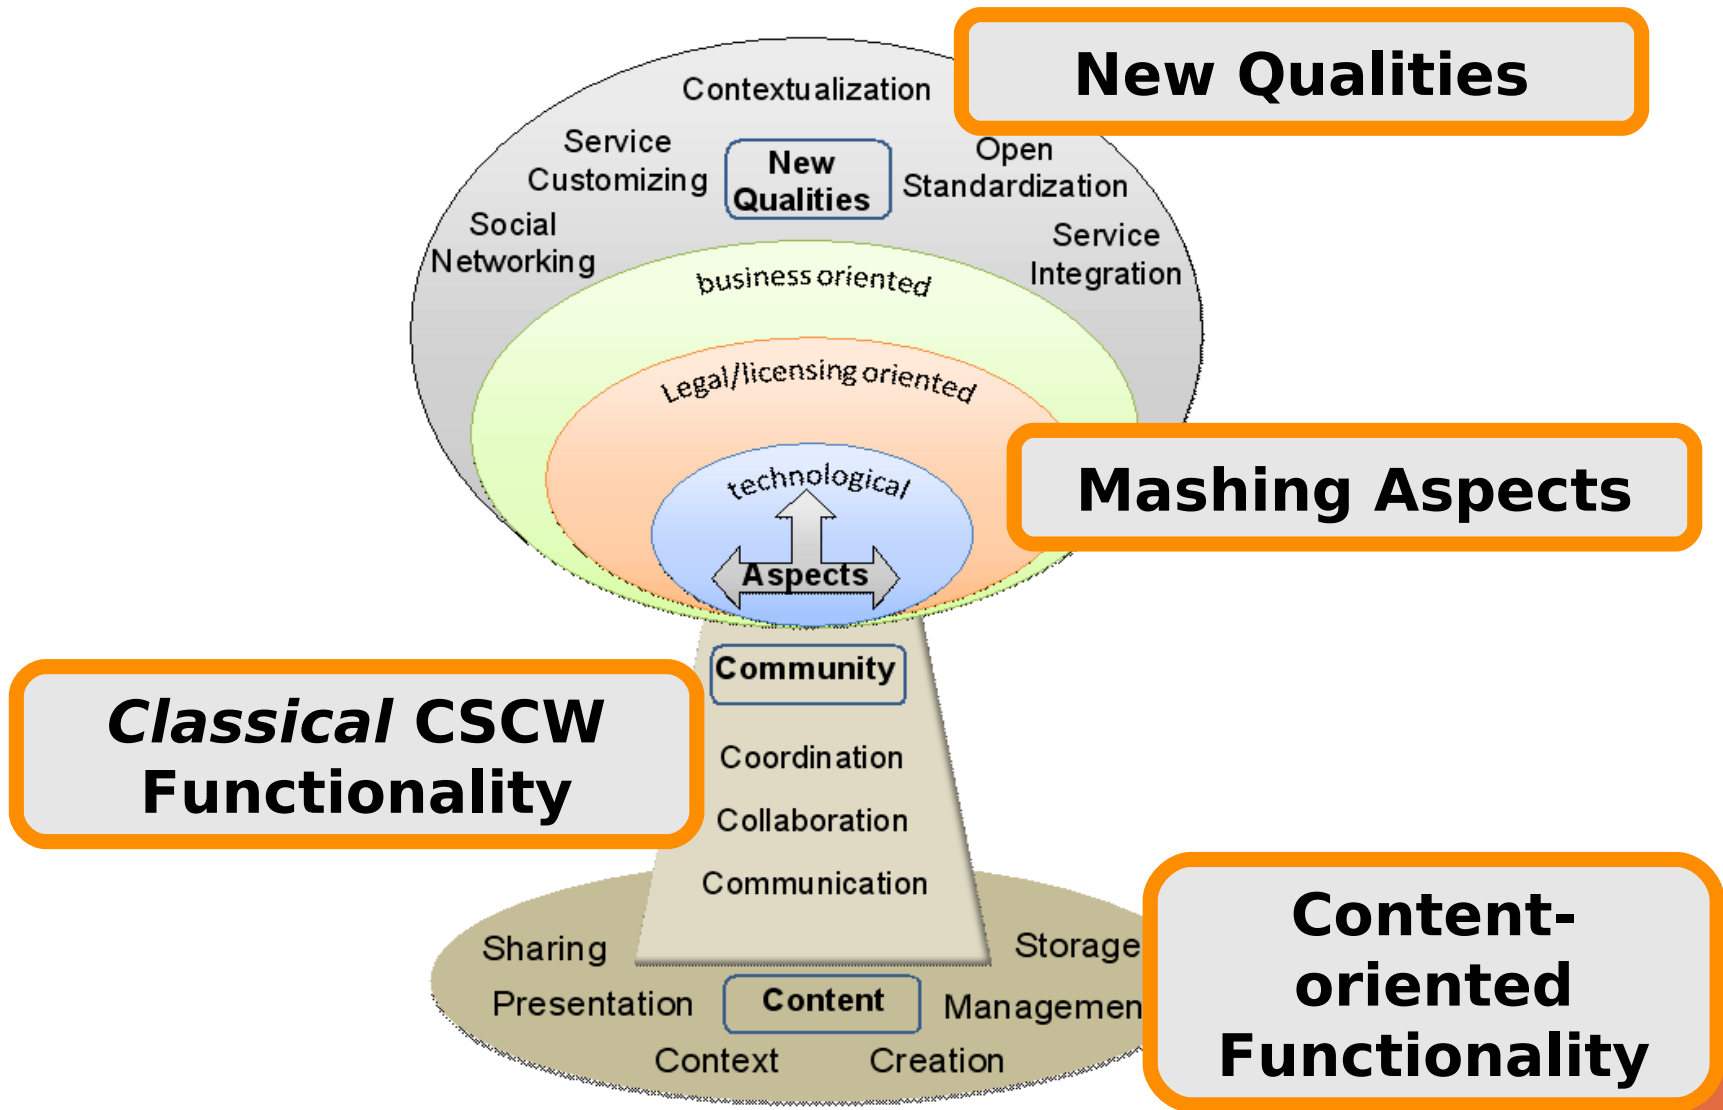 New Qualities
Contextualization
Service
Customizing
New
Qualities
Open
Standardization
Social
Networking
Service
Integration
business oriented
Legal/licensing oriented
Mashing Aspects
technological
Aspects
Community
Classical CSCW
Functionality
Coordination
Collaboration
Communication
Content-
oriented
Functionality
Sharing
Storage
Presentation
Content
Managemen
Context
Creation